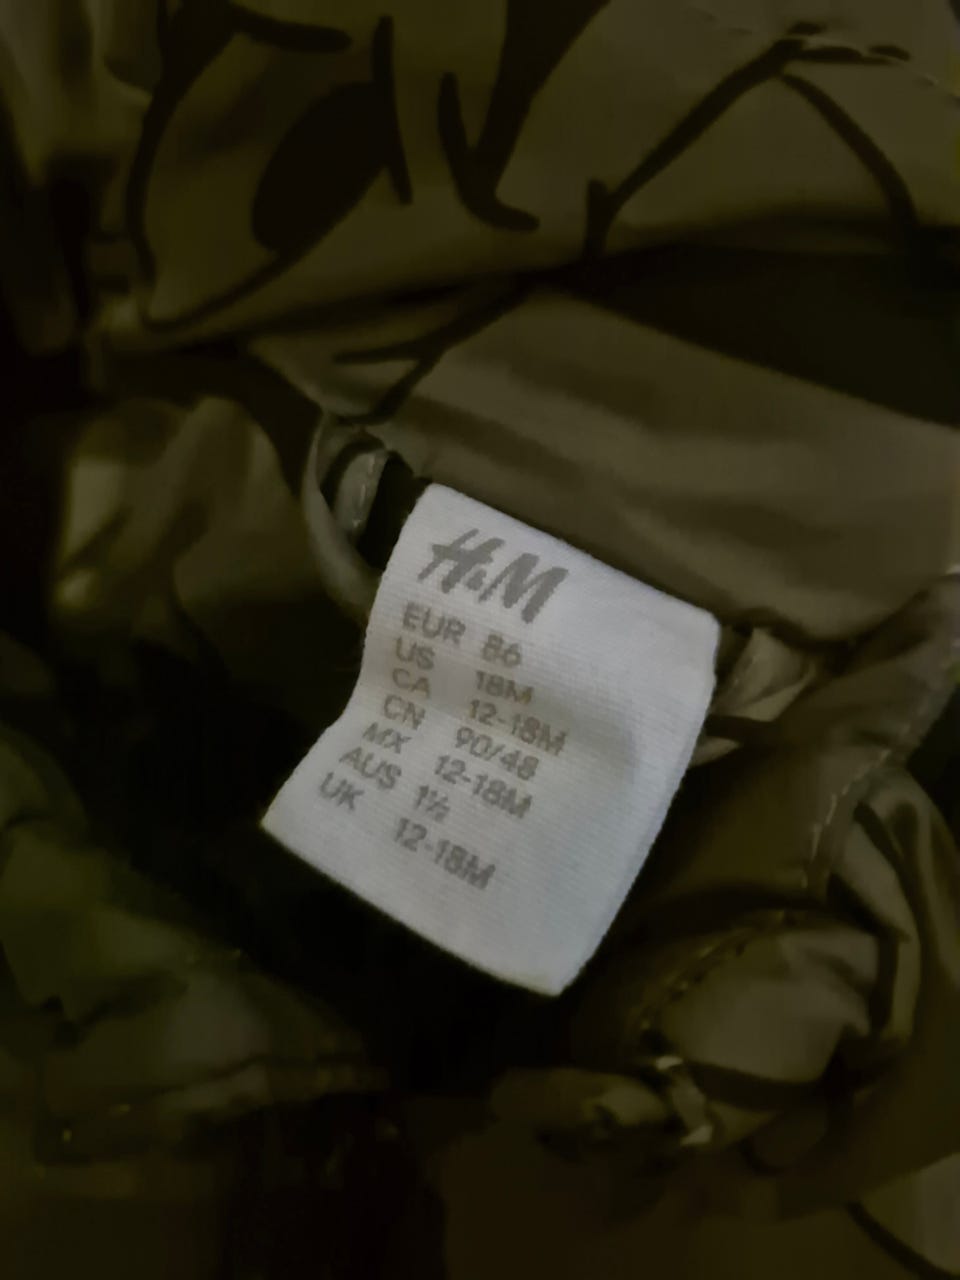 H&M
EUR 86
US 18M
CA 12-18M
CN 90/48
MX 12-18M
AUS 1½
UK 12-18M